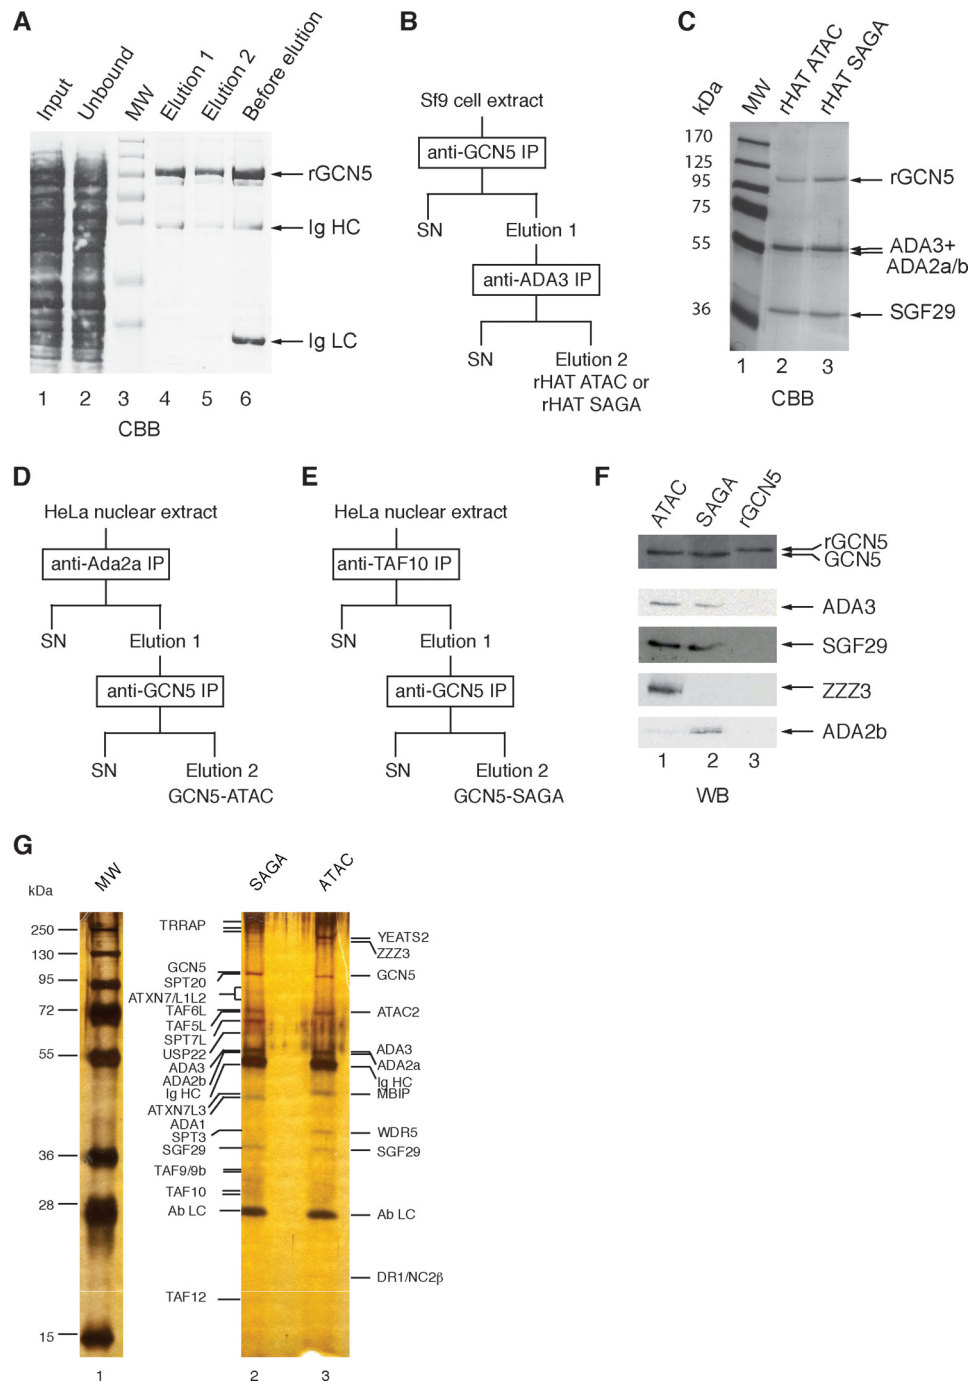 A
Input
Unbound
MW
Elution 1
Elution 2
Before elution
rGCN5
Ig HC
Ig LC
1 2 3 4 5 6
CBB
B
Sf9 cell extract
anti-GCN5 IP
SN Elution 1
anti-ADA3 IP
SN Elution 2
rHAT ATAC or
rHAT SAGA
C
kDa
MW
rHAT ATAC
rHAT SAGA
170
125
95
75
55
36
rGCN5
ADA3+
ADA2a/b
SGF29
1 2 3
CBB
D
HeLa nuclear extract
anti-Ada2a IP
SN Elution 1
anti-GCN5 IP
SN Elution 2
GCN5-ATAC
E
HeLa nuclear extract
anti-TAF10 IP
SN Elution 1
anti-GCN5 IP
SN Elution 2
GCN5-SAGA
F
ATAC
SAGA
rGCN5
rGCN5
GCN5
ADA3
SGF29
ZZZ3
ADA2b
1 2 3
WB
G
kDa
MW
SAGA
ATAC
250
130
95
72
55
36
28
15
TRRAP
GCN5
SPT20
ATXN7/L1L2
TAF6L
TAF5L
SPT7L
USP22
ADA3
ADA2b
Ig HC
ATXN7L3
ADA1
SPT3
SGF29
TAF9/9b
TAF10
Ab LC
TAF12
YEATS2
ZZZ3
GCN5
ATAC2
ADA3
ADA2a
Ig HC
MBIP
WDR5
SGF29
Ab LC
DR1/NC2β
1 2 3